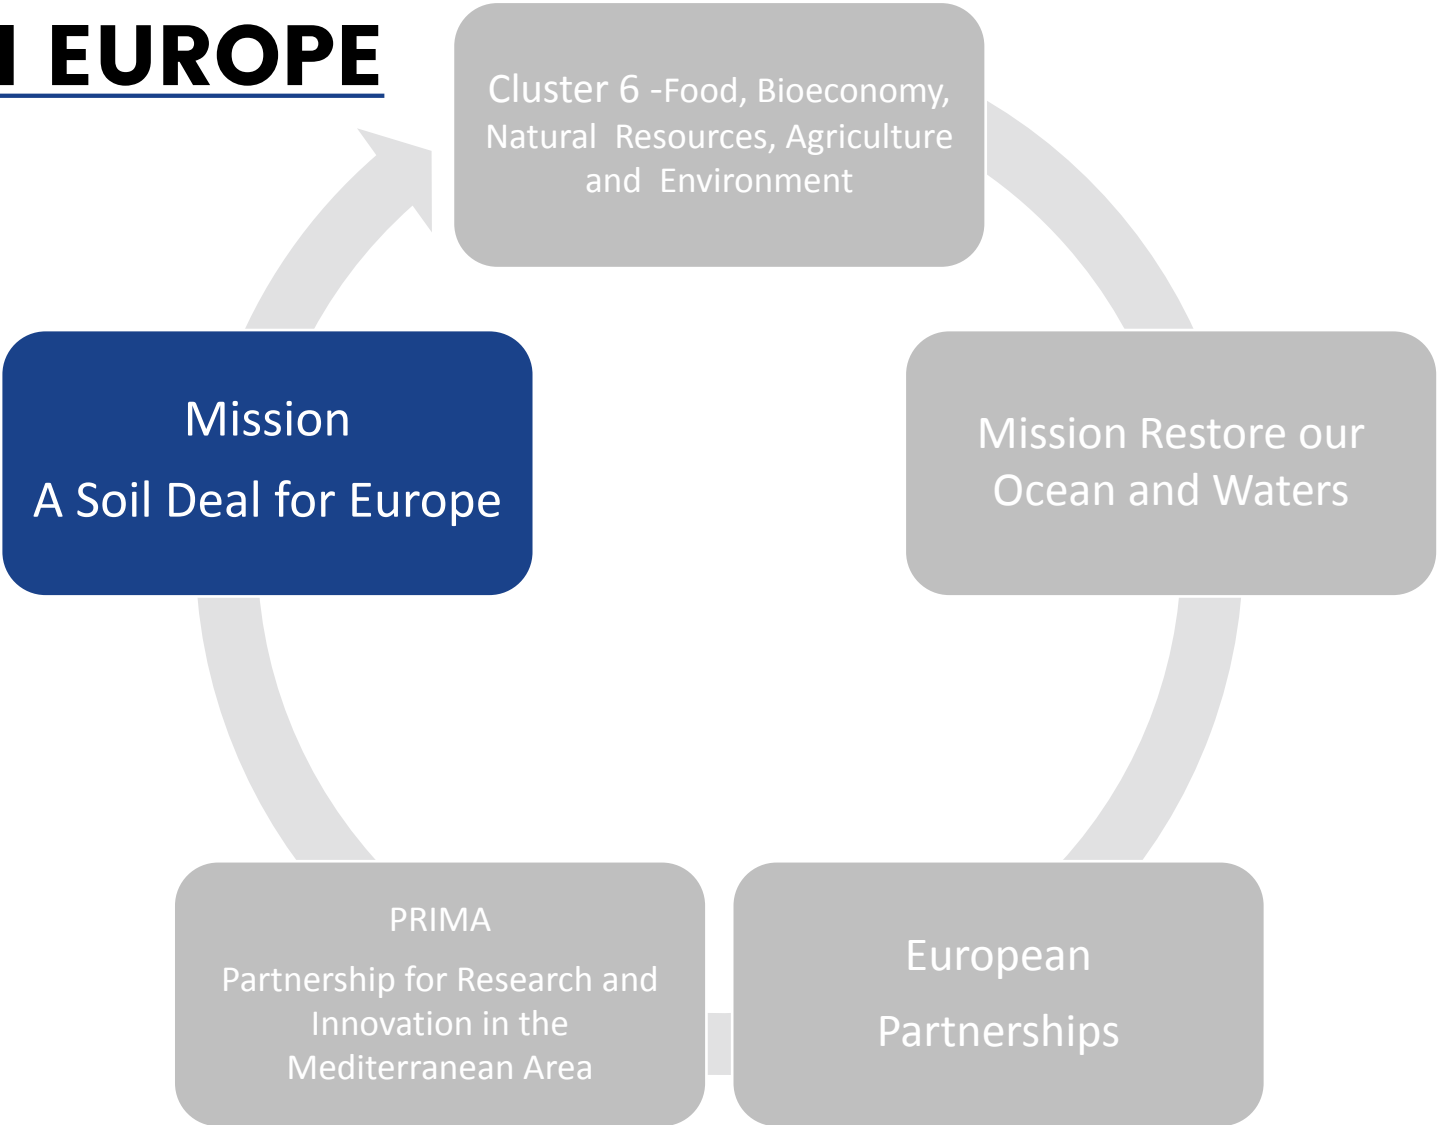 EUROPE
Cluster 6 -Food, Bioeconomy,
Natural Resources, Agriculture
and Environment
Mission
A Soil Deal for Europe
Mission Restore our
Ocean and Waters
PRIMA
Partnership for Research and
Innovation in the
Mediterranean Area
European
Partnerships